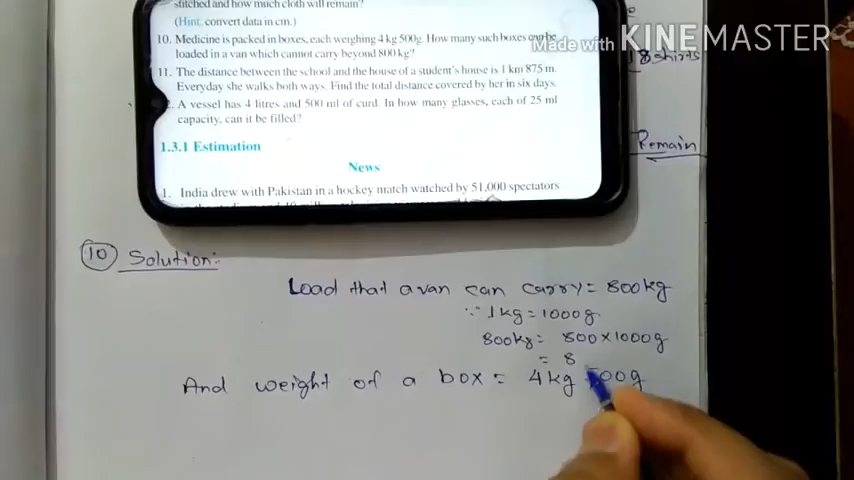 stitched and how much cloth will remain?
(Hint: convert data in cm.)
10. Medicine is packed in boxes, each weighing 4 kg 500g. How many such boxes can be
loaded in a van which cannot carry beyond 800 kg?
11. The distance between the school and the house of a student's house is 1 km 875 m.
Everyday she walks both ways. Find the total distance covered by her in six days.
A vessel has 4 litres and 500 ml of curd. In how many glasses, each of 25 ml
capacity, can it be filled?
1.3.1 Estimation
News
1. India drew with Pakistan in a hockey match watched by 51,000 spectators
Made with KINEMASTER
18 shirts
Remain
10 Solution:
Load that a van can carry = 800kg
∵ 1kg = 1000g
800kg = 800×1000g
= 8
And weight of a box = 4kg 500g